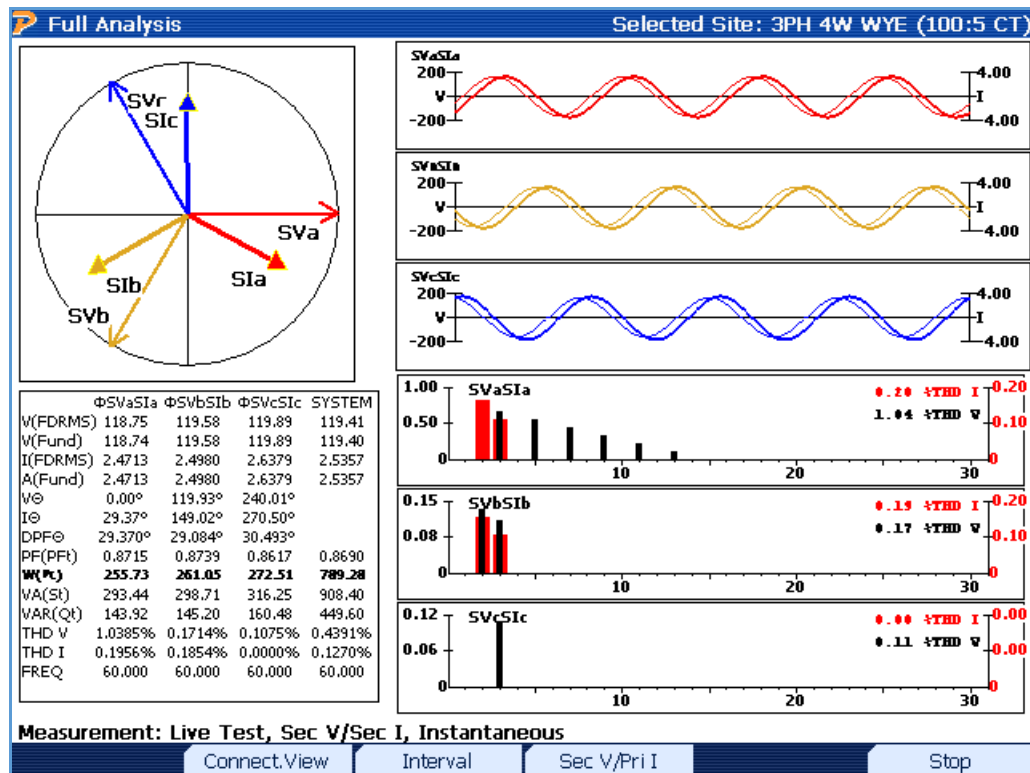 Full Analysis Selected Site: 3PH 4W WYE (100:5 CT)
SVr
SIc
SVa
SIa
SIb
SVb
SVaSIa
200 4.00
V I
-200 4.00
200 4.00
V I
-200 4.00
SVcSIc
200 4.00
V I
-200 4.00
ΦSVaSIa ΦSVbSIb ΦSVcSIc SYSTEM
V(FDRMS) 118.75 119.58 119.89 119.41
V(Fund) 118.74 119.58 119.89 119.40
I(FDRMS) 2.4713 2.4980 2.6379 2.5357
A(Fund) 2.4713 2.4980 2.6379 2.5357
VΘ 0.00° 119.93° 240.01°
IΘ 29.37° 149.02° 270.50°
DPFΘ 29.370° 29.084° 30.493°
PF(PFt) 0.8715 0.8739 0.8617 0.8690
W(Pt) 255.73 261.05 272.51 789.28
VA(St) 293.44 298.71 316.25 908.40
VAR(Qt) 143.92 145.20 160.48 449.60
THD V 1.0385% 0.1714% 0.1075% 0.4391%
THD I 0.1956% 0.1854% 0.0000% 0.1270%
FREQ 60.000 60.000 60.000 60.000
1.00 SVaSIa 0.20 %THD I 0.20
1.04 %THD V
0.50 0.10
0 0
10 20 30
0.15 SVbSIb 0.19 %THD I 0.20
0.17 %THD V
0.08 0.10
0 0
10 20 30
0.12 SVcSIc 0.00 %THD I 0.00
0.11 %THD V
0.06 0.00
0 0
10 20 30
Measurement: Live Test, Sec V/Sec I, Instantaneous
Connect.View Interval Sec V/Pri I Stop